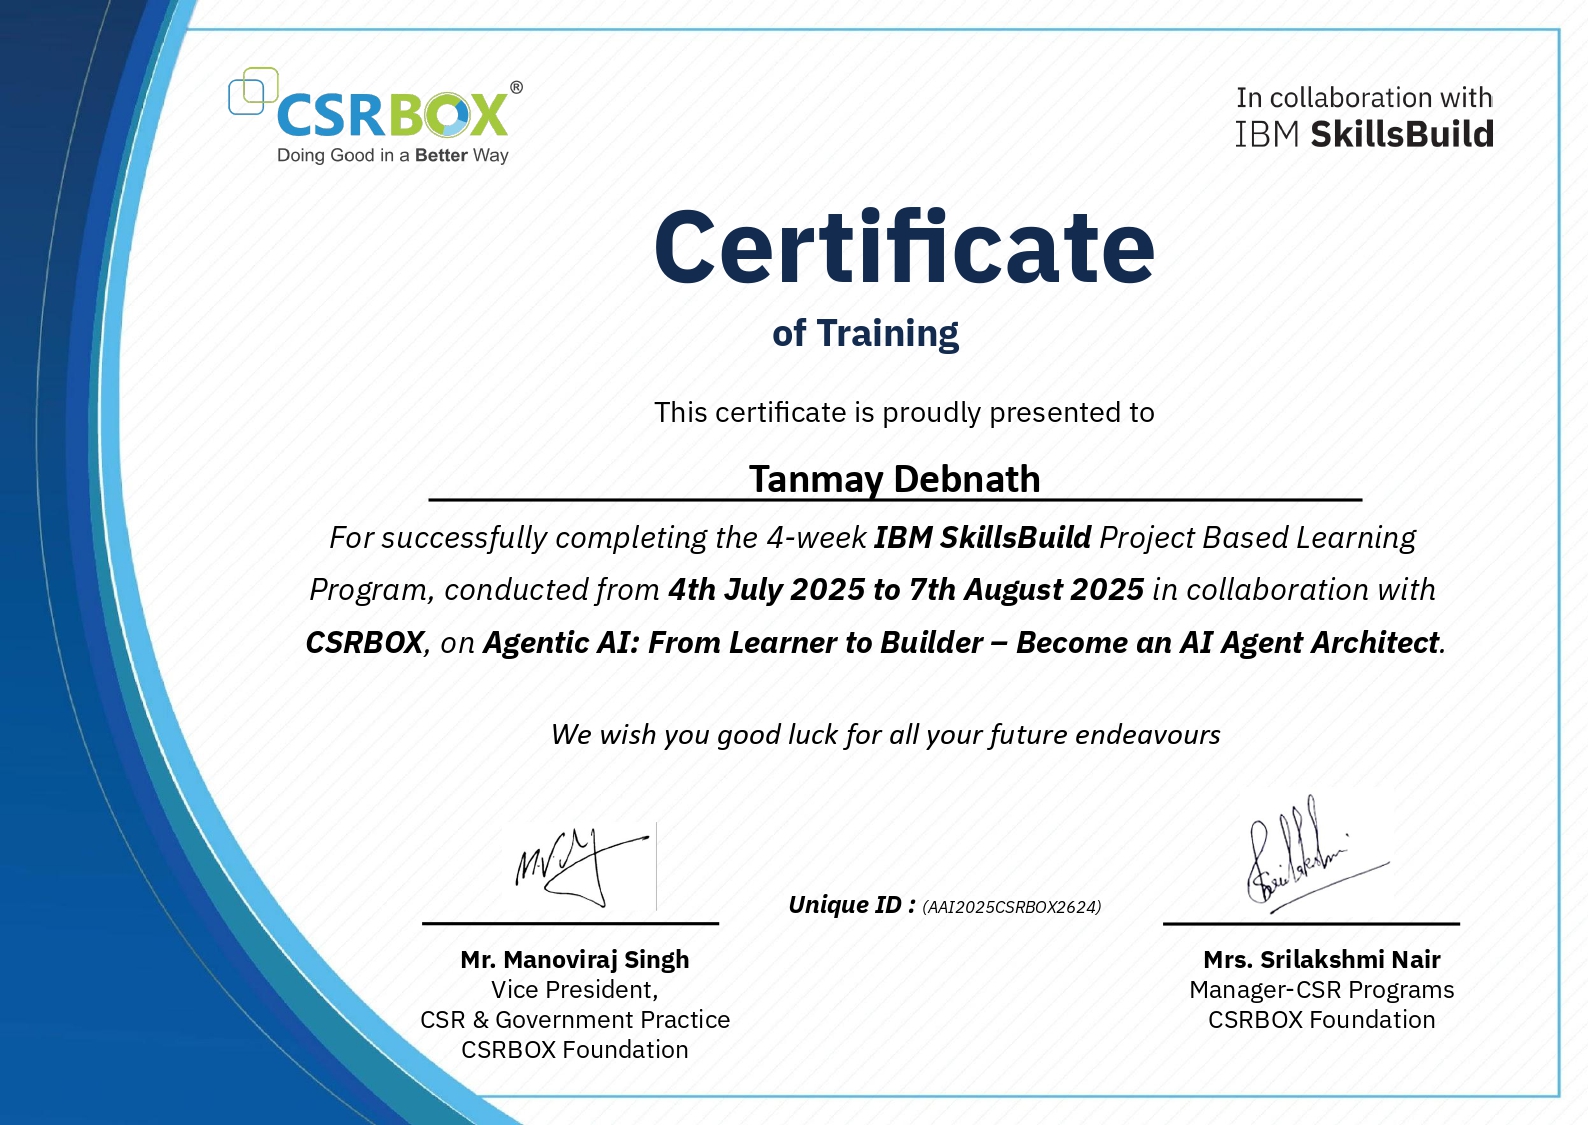 CSRBOX®
Doing Good in a Better Way
In collaboration with
IBM SkillsBuild
Certificate
of Training
This certificate is proudly presented to
Tanmay Debnath
For successfully completing the 4-week IBM SkillsBuild Project Based Learning
Program, conducted from 4th July 2025 to 7th August 2025 in collaboration with
CSRBOX, on Agentic AI: From Learner to Builder – Become an AI Agent Architect.
We wish you good luck for all your future endeavours
Unique ID : (AAI2025CSRBOX2624)
Mr. Manoviraj Singh
Vice President,
CSR & Government Practice
CSRBOX Foundation
Mrs. Srilakshmi Nair
Manager-CSR Programs
CSRBOX Foundation